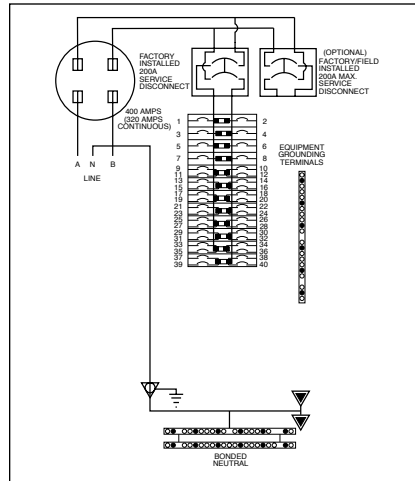 FACTORY
INSTALLED
200A
SERVICE
DISCONNECT
(OPTIONAL)
FACTORY/FIELD
INSTALLED
200A MAX.
SERVICE
DISCONNECT
400 AMPS
(320 AMPS
CONTINUOUS)
A N B
LINE
EQUIPMENT
GROUNDING
TERMINALS
1 2
3 4
5 6
7 8
9 10
11 12
13 14
15 16
17 18
19 20
21 22
23 24
25 26
27 28
29 30
31 32
33 34
35 36
37 38
39 40
BONDED
NEUTRAL